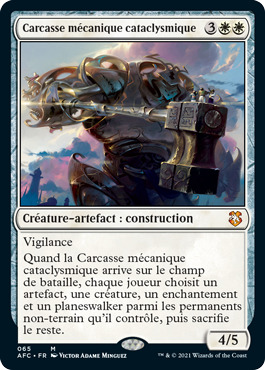 Carcasse mécanique cataclysmique 3
Créature-artefact : construction
Vigilance
Quand la Carcasse mécanique
cataclysmique arrive sur le champ
de bataille, chaque joueur choisit un
artefact, une créature, un enchantement
et un planeswalker parmi les permanents
non-terrain qu'il contrôle, puis sacrifie
le reste.
4/5
065 M
AFC • FR Victor Adame Minguez
™ & © 2021 Wizards of the Coast